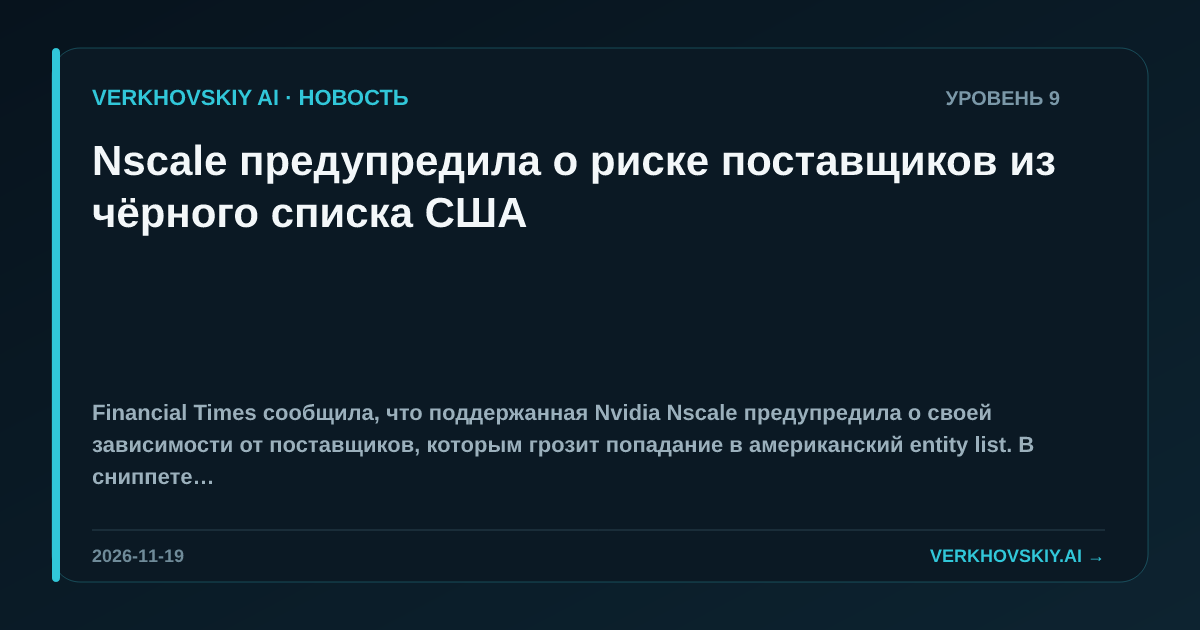 VERKHOVSKIY AI · НОВОСТЬ
УРОВЕНЬ 9
Nscale предупредила о риске поставщиков из
чёрного списка США
Financial Times сообщила, что поддержанная Nvidia Nscale предупредила о своей
зависимости от поставщиков, которым грозит попадание в американский entity list. В
сниппете…
2026-11-19
VERKHOVSKIY.AI →